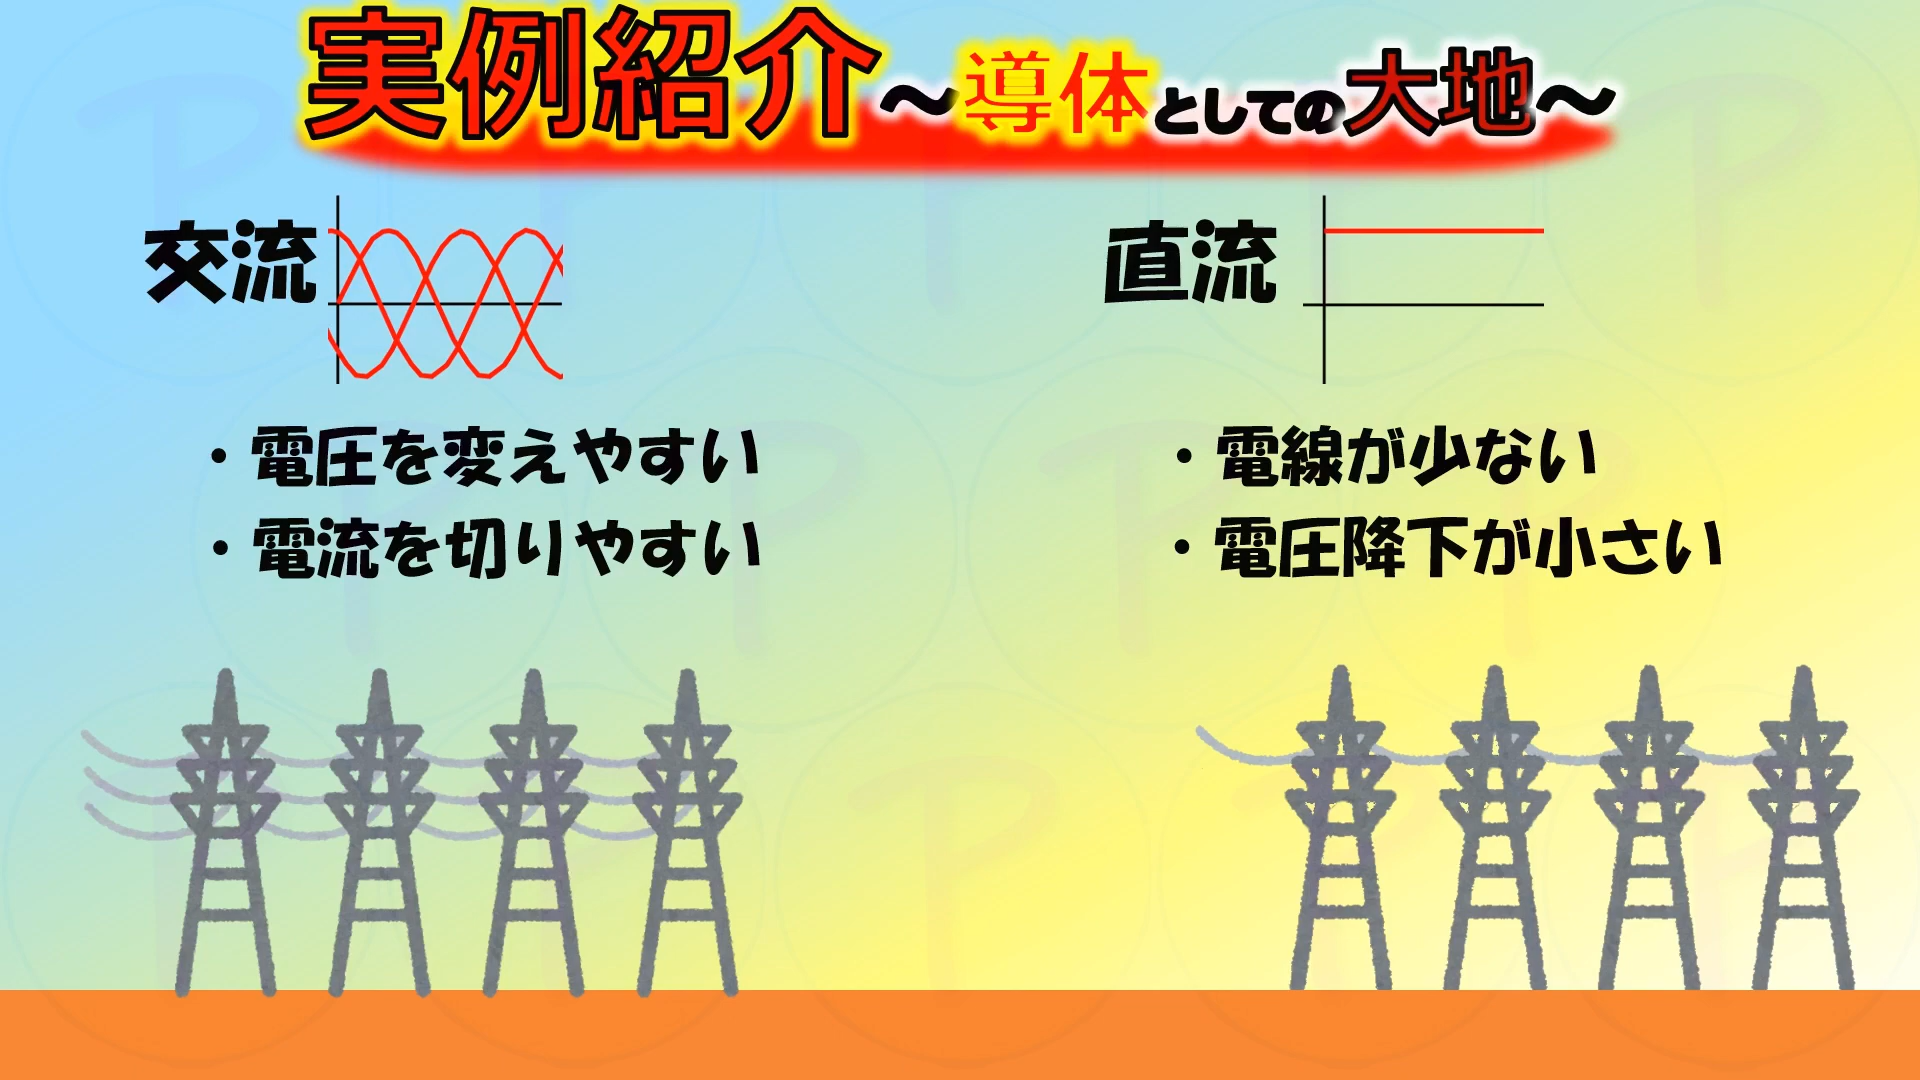 実例紹介～導体としての大地～
交流
直流
・電圧を変えやすい
・電流を切りやすい
・電線が少ない
・電圧降下が小さい